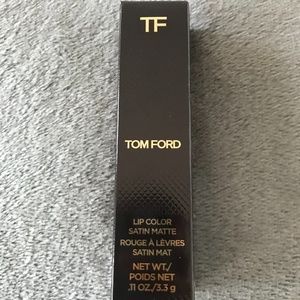 TF
TOM FORD
LIP COLOR
SATIN MATTE
ROUGE À LÈVRES
SATIN MAT
NET WT./
POIDS NET
.11 OZ./3.3 g